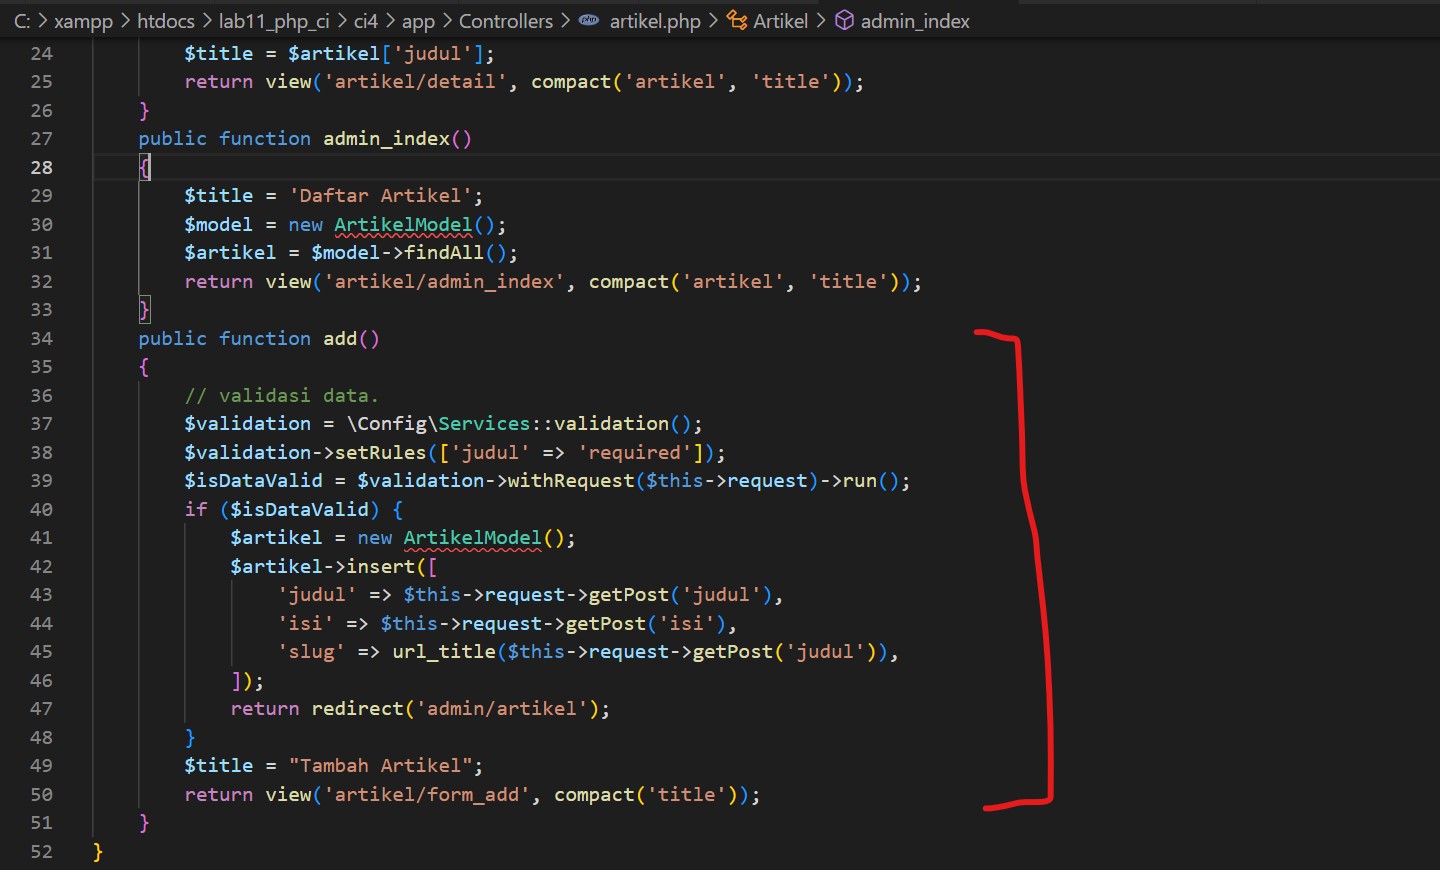 C: > xampp > htdocs > lab11_php_ci > ci4 > app > Controllers > php artikel.php > Artikel > admin_index
24 $title = $artikel['judul'];
25 return view('artikel/detail', compact('artikel', 'title'));
26 }
27 public function admin_index()
28 {
29 $title = 'Daftar Artikel';
30 $model = new ArtikelModel();
31 $artikel = $model->findAll();
32 return view('artikel/admin_index', compact('artikel', 'title'));
33 }
34 public function add()
35 {
36 // validasi data.
37 $validation = \Config\Services::validation();
38 $validation->setRules(['judul' => 'required']);
39 $isDataValid = $validation->withRequest($this->request)->run();
40 if ($isDataValid) {
41 $artikel = new ArtikelModel();
42 $artikel->insert([
43 'judul' => $this->request->getPost('judul'),
44 'isi' => $this->request->getPost('isi'),
45 'slug' => url_title($this->request->getPost('judul')),
46 ]);
47 return redirect('admin/artikel');
48 }
49 $title = "Tambah Artikel";
50 return view('artikel/form_add', compact('title'));
51 }
52 }